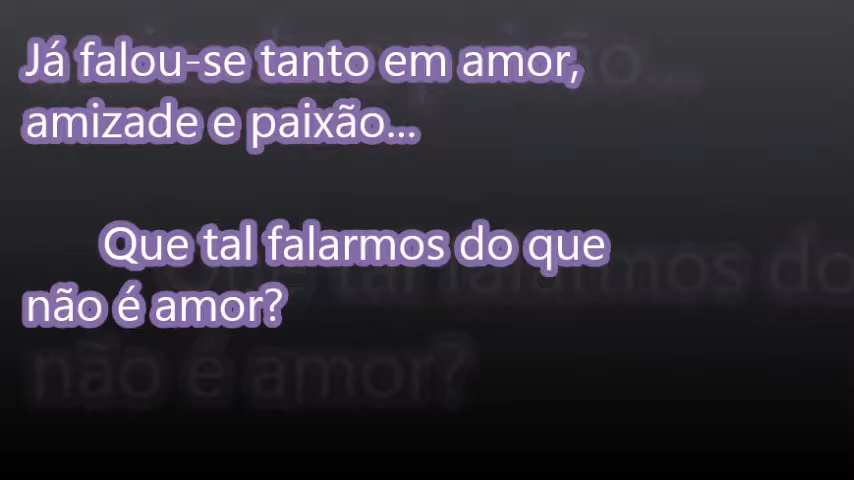 Já falou-se tanto em amor,
amizade e paixão...
Que tal falarmos do que
não é amor?